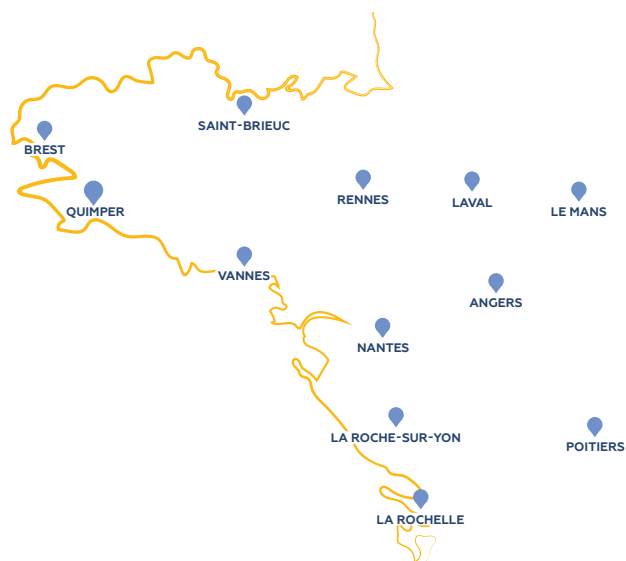 SAINT-BRIEUC
BREST
RENNES
LAVAL
LE MANS
QUIMPER
VANNES
ANGERS
NANTES
LA ROCHE-SUR-YON
POITIERS
LA ROCHELLE